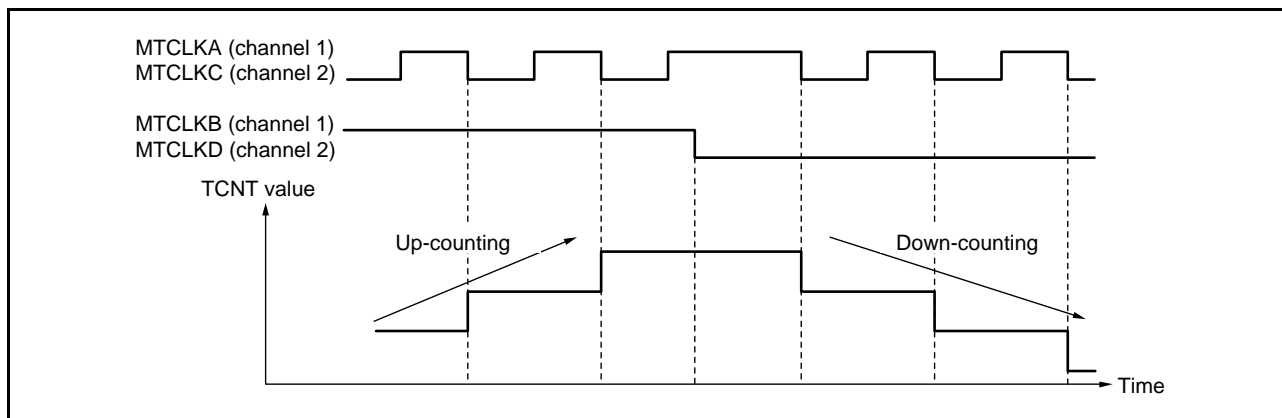 MTCLKA (channel 1)
MTCLKC (channel 2)
MTCLKB (channel 1)
MTCLKD (channel 2)
TCNT value
Up-counting
Down-counting
Time